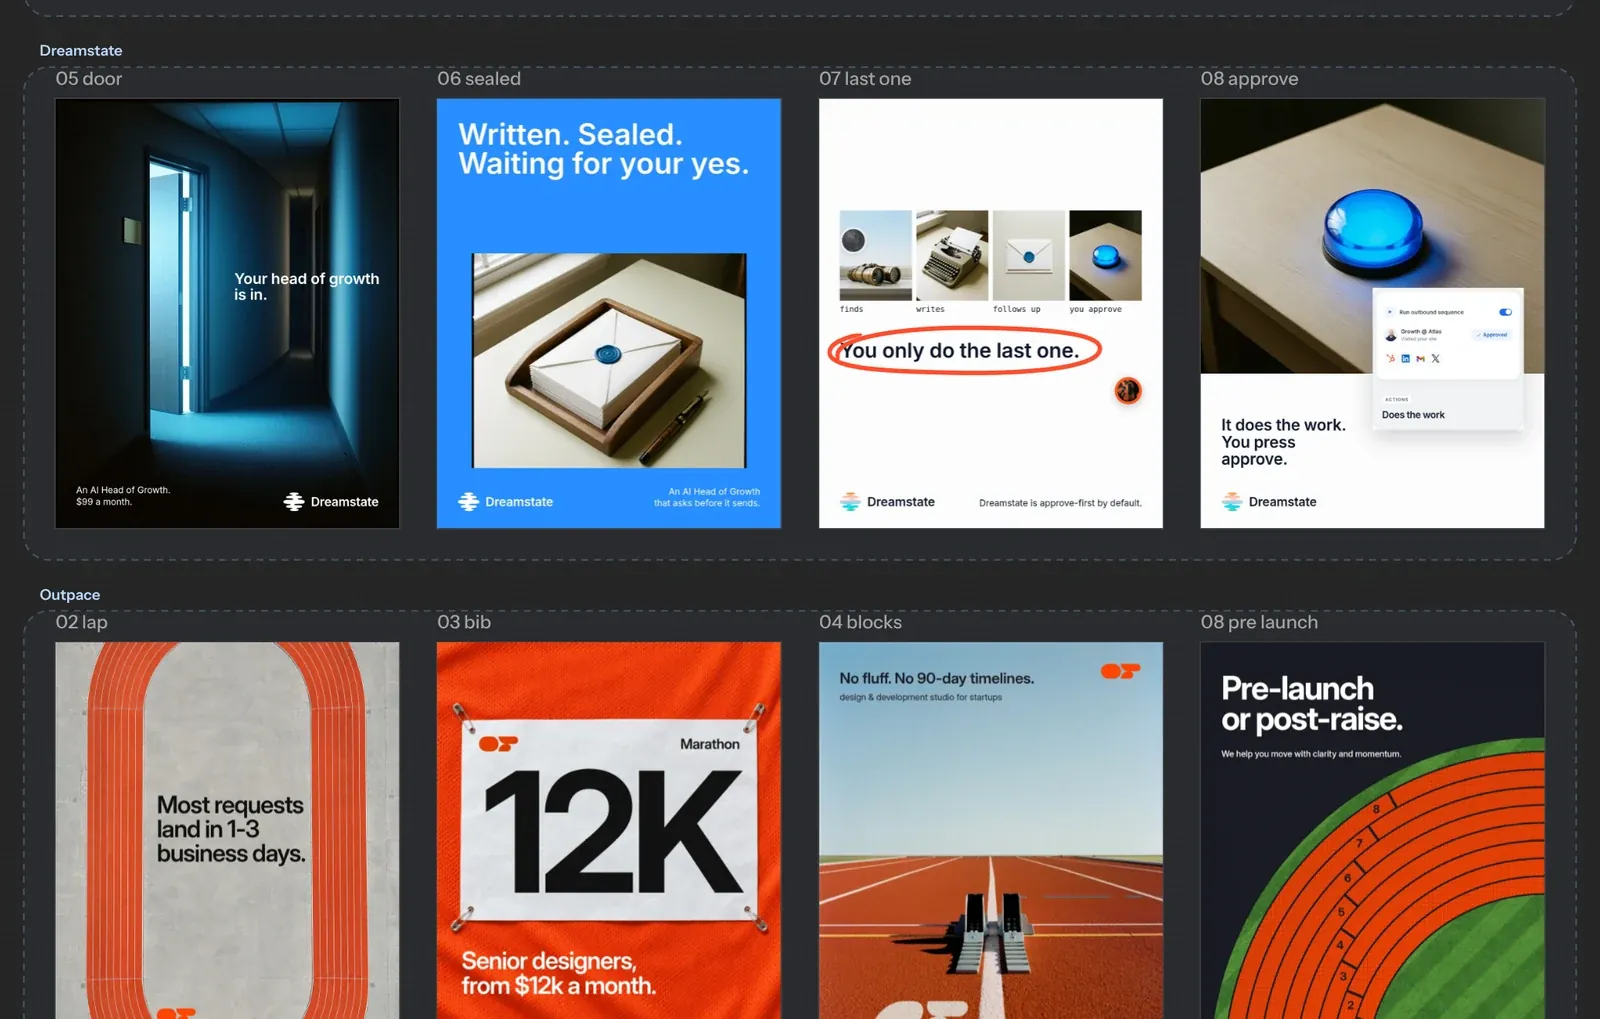 Dreamstate
05 door
Your head of growth
is in.
An AI Head of Growth.
$99 a month.
Dreamstate
06 sealed
Written. Sealed.
Waiting for your yes.
Dreamstate
An AI Head of Growth
that asks before it sends.
07 last one
finds
writes
follows up
you approve
You only do the last one.
Dreamstate
Dreamstate is approve-first by default.
08 approve
Run outbound sequence
Growth @ Atlas
Visited your site
Approved
ACTIONS
Does the work
It does the work.
You press
approve.
Dreamstate
Outpace
02 lap
Most requests
land in 1-3
business days.
03 bib
Marathon
12K
Senior designers,
from $12k a month.
04 blocks
No fluff. No 90-day timelines.
design & development studio for startups
08 pre launch
Pre-launch
or post-raise.
We help you move with clarity and momentum.
8
7
6
5
4
3
2